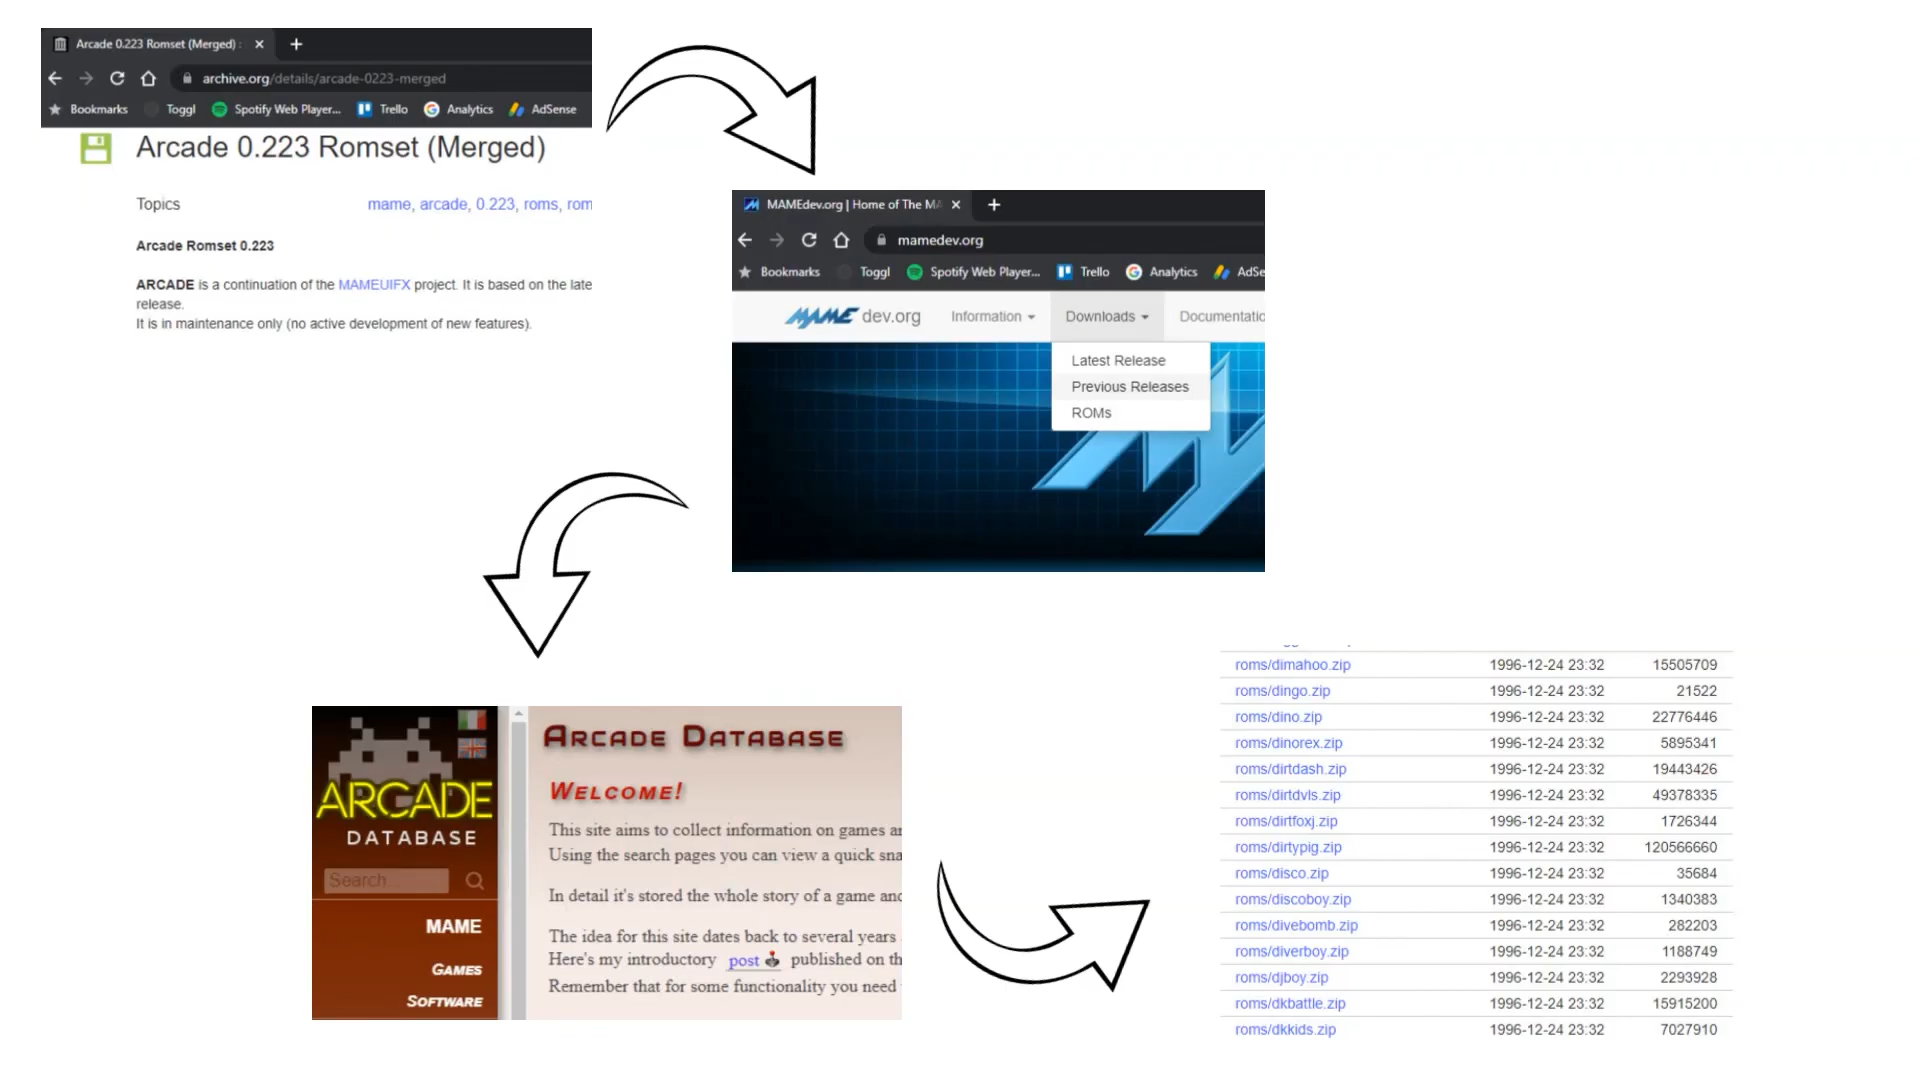 Arcade 0.223 Romset (Merged) :
archive.org/details/arcade-0223-merged
Bookmarks Toggl Spotify Web Player... Trello Analytics AdSense
Arcade 0.223 Romset (Merged)
Topics mame, arcade, 0.223, roms, rom
Arcade Romset 0.223
ARCADE is a continuation of the MAMEUIFX project. It is based on the late
release.
It is in maintenance only (no active development of new features).
MAMEdev.org | Home of The MA
mamedev.org
Bookmarks Toggl Spotify Web Player... Trello Analytics AdSe
MAME dev.org Information Downloads Documentatio
Latest Release
Previous Releases
ROMs
ARCADE
DATABASE
Search...
MAME
GAMES
SOFTWARE
ARCADE DATABASE
WELCOME!
This site aims to collect information on games an
Using the search pages you can view a quick sna
In detail it's stored the whole story of a game and
The idea for this site dates back to several years
Here's my introductory post published on th
Remember that for some functionality you need
roms/dimahoo.zip 1996-12-24 23:32 15505709
roms/dingo.zip 1996-12-24 23:32 21522
roms/dino.zip 1996-12-24 23:32 22776446
roms/dinorex.zip 1996-12-24 23:32 5895341
roms/dirtdash.zip 1996-12-24 23:32 19443426
roms/dirtdvls.zip 1996-12-24 23:32 49378335
roms/dirtfoxj.zip 1996-12-24 23:32 1726344
roms/dirtypig.zip 1996-12-24 23:32 120566660
roms/disco.zip 1996-12-24 23:32 35684
roms/discoboy.zip 1996-12-24 23:32 1340383
roms/divebomb.zip 1996-12-24 23:32 282203
roms/diverboy.zip 1996-12-24 23:32 1188749
roms/djboy.zip 1996-12-24 23:32 2293928
roms/dkbattle.zip 1996-12-24 23:32 15915200
roms/dkkids.zip 1996-12-24 23:32 7027910